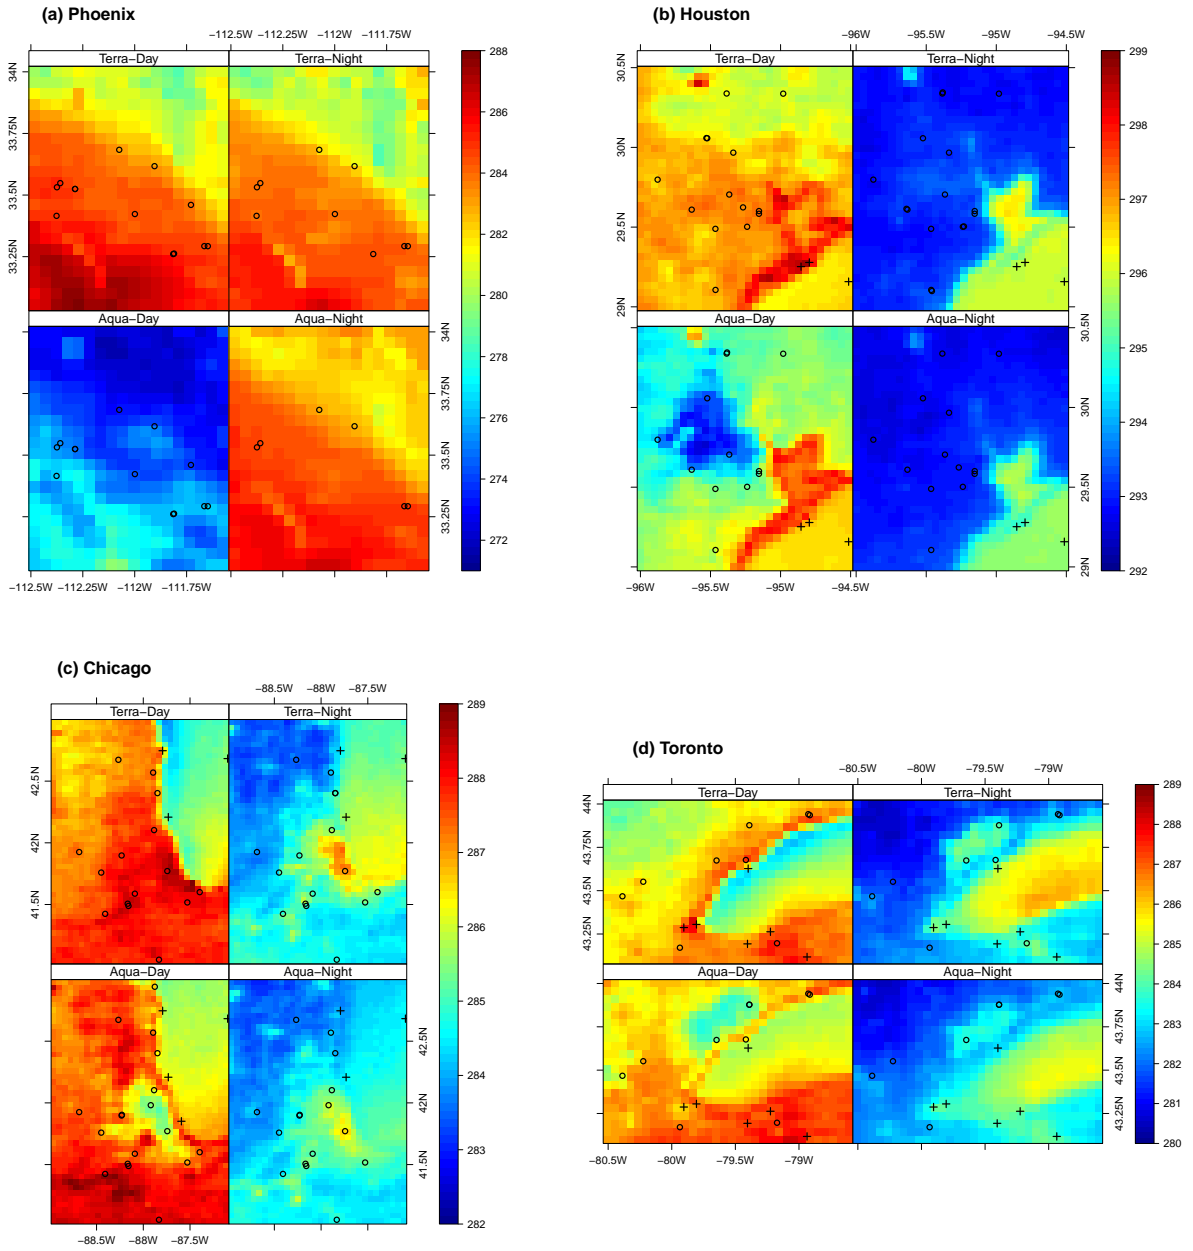 (a) Phoenix
−112.5W −112.25W −112W −111.75W
Terra−Day
Terra−Night
34N
33.75N
33.5N
33.25N
Aqua−Day
Aqua−Night
34N
33.75N
33.5N
33.25N
−112.5W −112.25W −112W −111.75W
288
286
284
282
280
278
276
274
272
(b) Houston
−96W −95.5W −95W −94.5W
Terra−Day
Terra−Night
30.5N
30N
29.5N
29N
Aqua−Day
Aqua−Night
30.5N
30N
29.5N
29N
−96W −95.5W −95W −94.5W
299
298
297
296
295
294
293
292
(c) Chicago
−88.5W −88W −87.5W
Terra−Day
Terra−Night
42.5N
42N
41.5N
Aqua−Day
Aqua−Night
42.5N
42N
41.5N
−88.5W −88W −87.5W
289
288
287
286
285
284
283
282
(d) Toronto
−80.5W −80W −79.5W −79W
Terra−Day
Terra−Night
44N
43.75N
43.5N
43.25N
Aqua−Day
Aqua−Night
44N
43.75N
43.5N
43.25N
−80.5W −80W −79.5W −79W
289
288
287
286
285
284
283
282
281
280